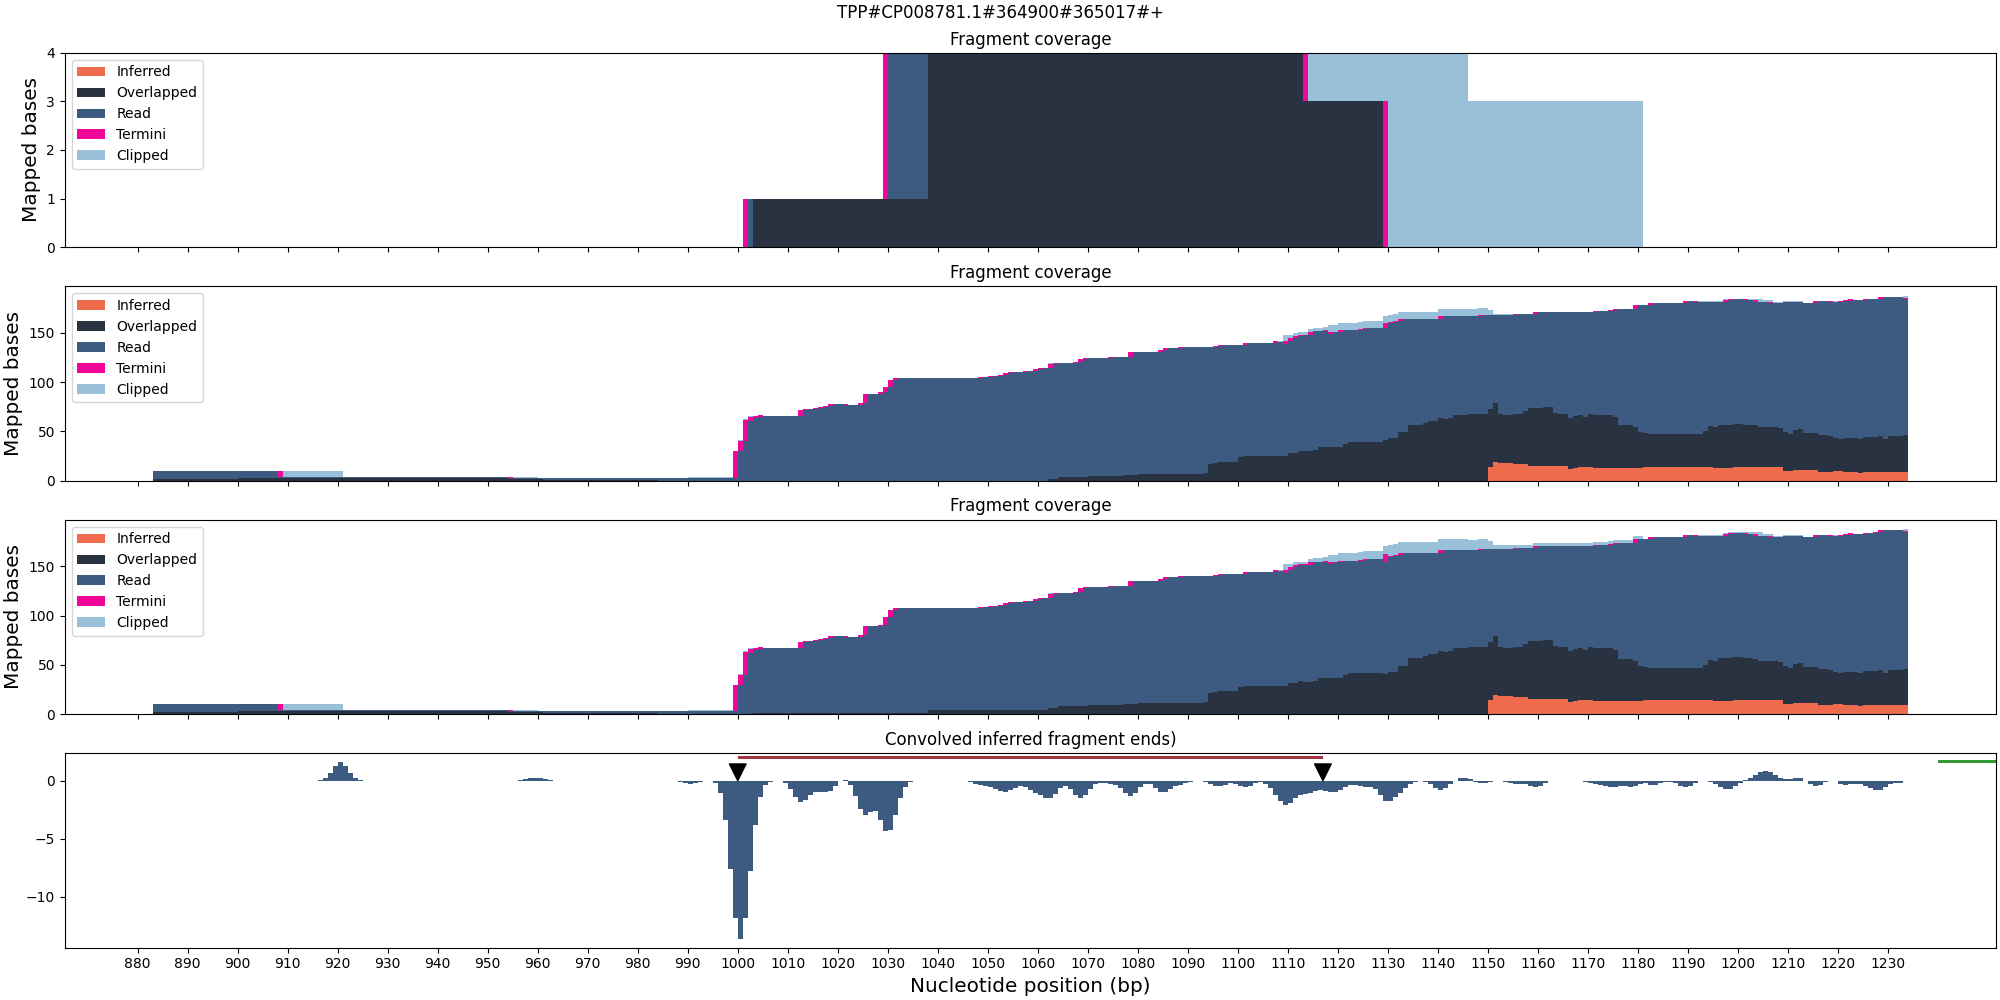 TPP#CP008781.1#364900#365017#+
Fragment coverage
Mapped bases
4
3
2
1
0
Inferred
Overlapped
Read
Termini
Clipped
Fragment coverage
Mapped bases
150
100
50
0
Inferred
Overlapped
Read
Termini
Clipped
Fragment coverage
Mapped bases
150
100
50
0
Inferred
Overlapped
Read
Termini
Clipped
Convolved inferred fragment ends)
0
−5
−10
880 890 900 910 920 930 940 950 960 970 980 990 1000 1010 1020 1030 1040 1050 1060 1070 1080 1090 1100 1110 1120 1130 1140 1150 1160 1170 1180 1190 1200 1210 1220 1230
Nucleotide position (bp)